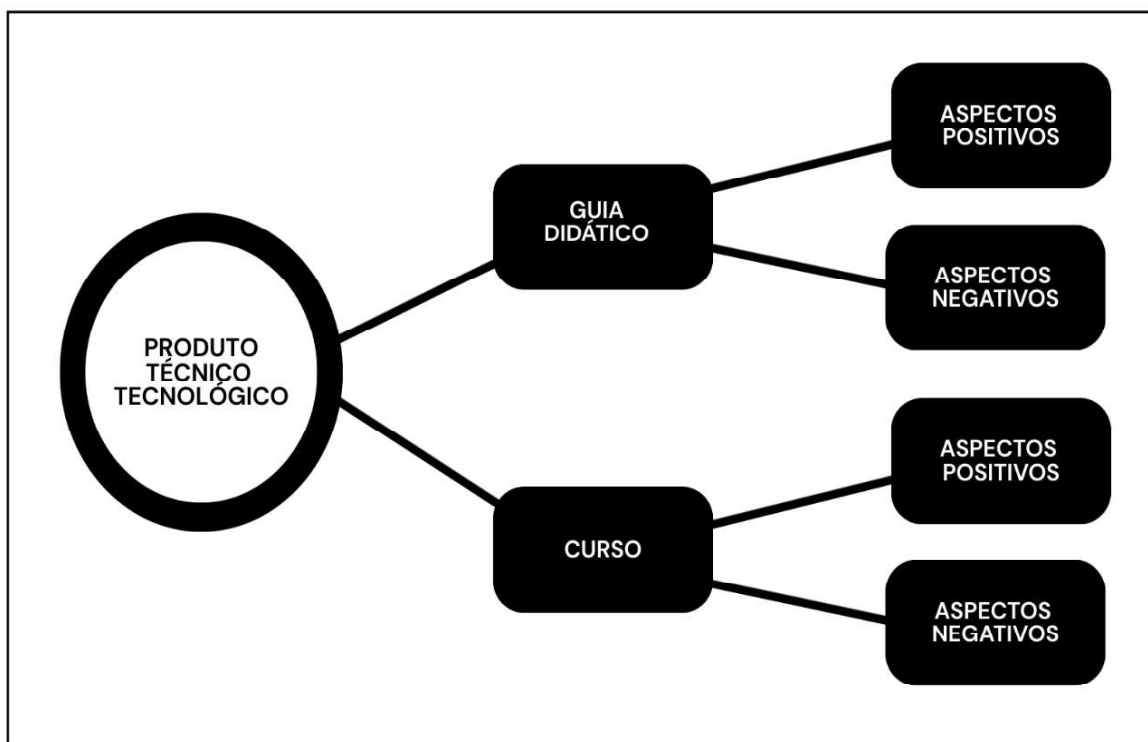 PRODUTO
TÉCNICO
TECNOLÓGICO
GUIA
DIDÁTICO
ASPECTOS
POSITIVOS
ASPECTOS
NEGATIVOS
CURSO
ASPECTOS
POSITIVOS
ASPECTOS
NEGATIVOS